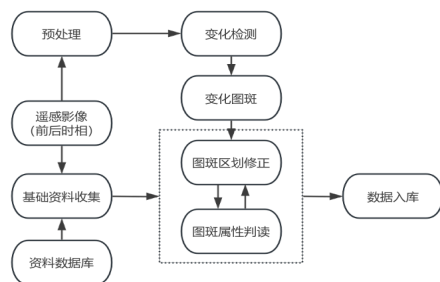 预处理
变化检测
变化图斑
遥感影像
(前后时相)
图斑区划修正
基础资料收集
数据入库
图斑属性判读
资料数据库